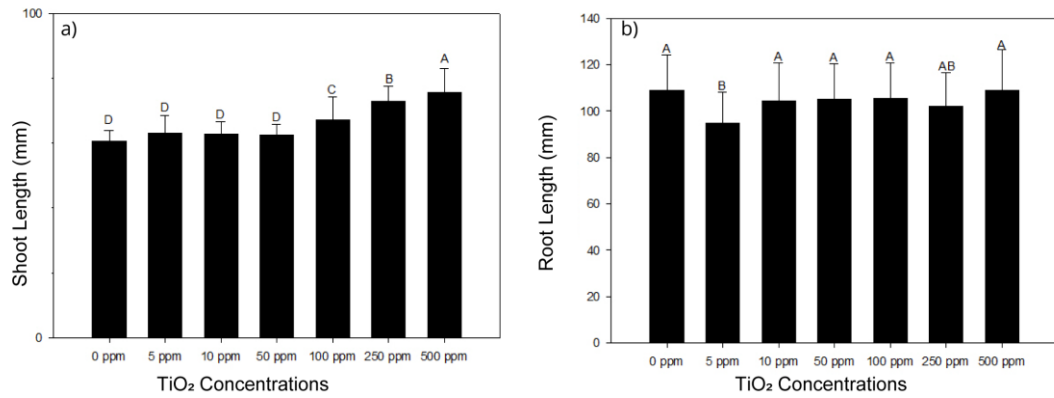 a)
100
0
Shoot Length (mm)
D D D D C B A
0 ppm 5 ppm 10 ppm 50 ppm 100 ppm 250 ppm 500 ppm
TiO₂ Concentrations
b)
140
120
100
80
60
40
20
0
Root Length (mm)
A B A A A AB A
0 ppm 5 ppm 10 ppm 50 ppm 100 ppm 250 ppm 500 ppm
TiO₂ Concentrations